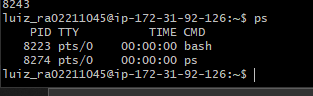 8243
luiz_ra02211045@ip-172-31-92-126:~$ ps
PID TTY TIME CMD
8223 pts/0 00:00:00 bash
8274 pts/0 00:00:00 ps
luiz_ra02211045@ip-172-31-92-126:~$